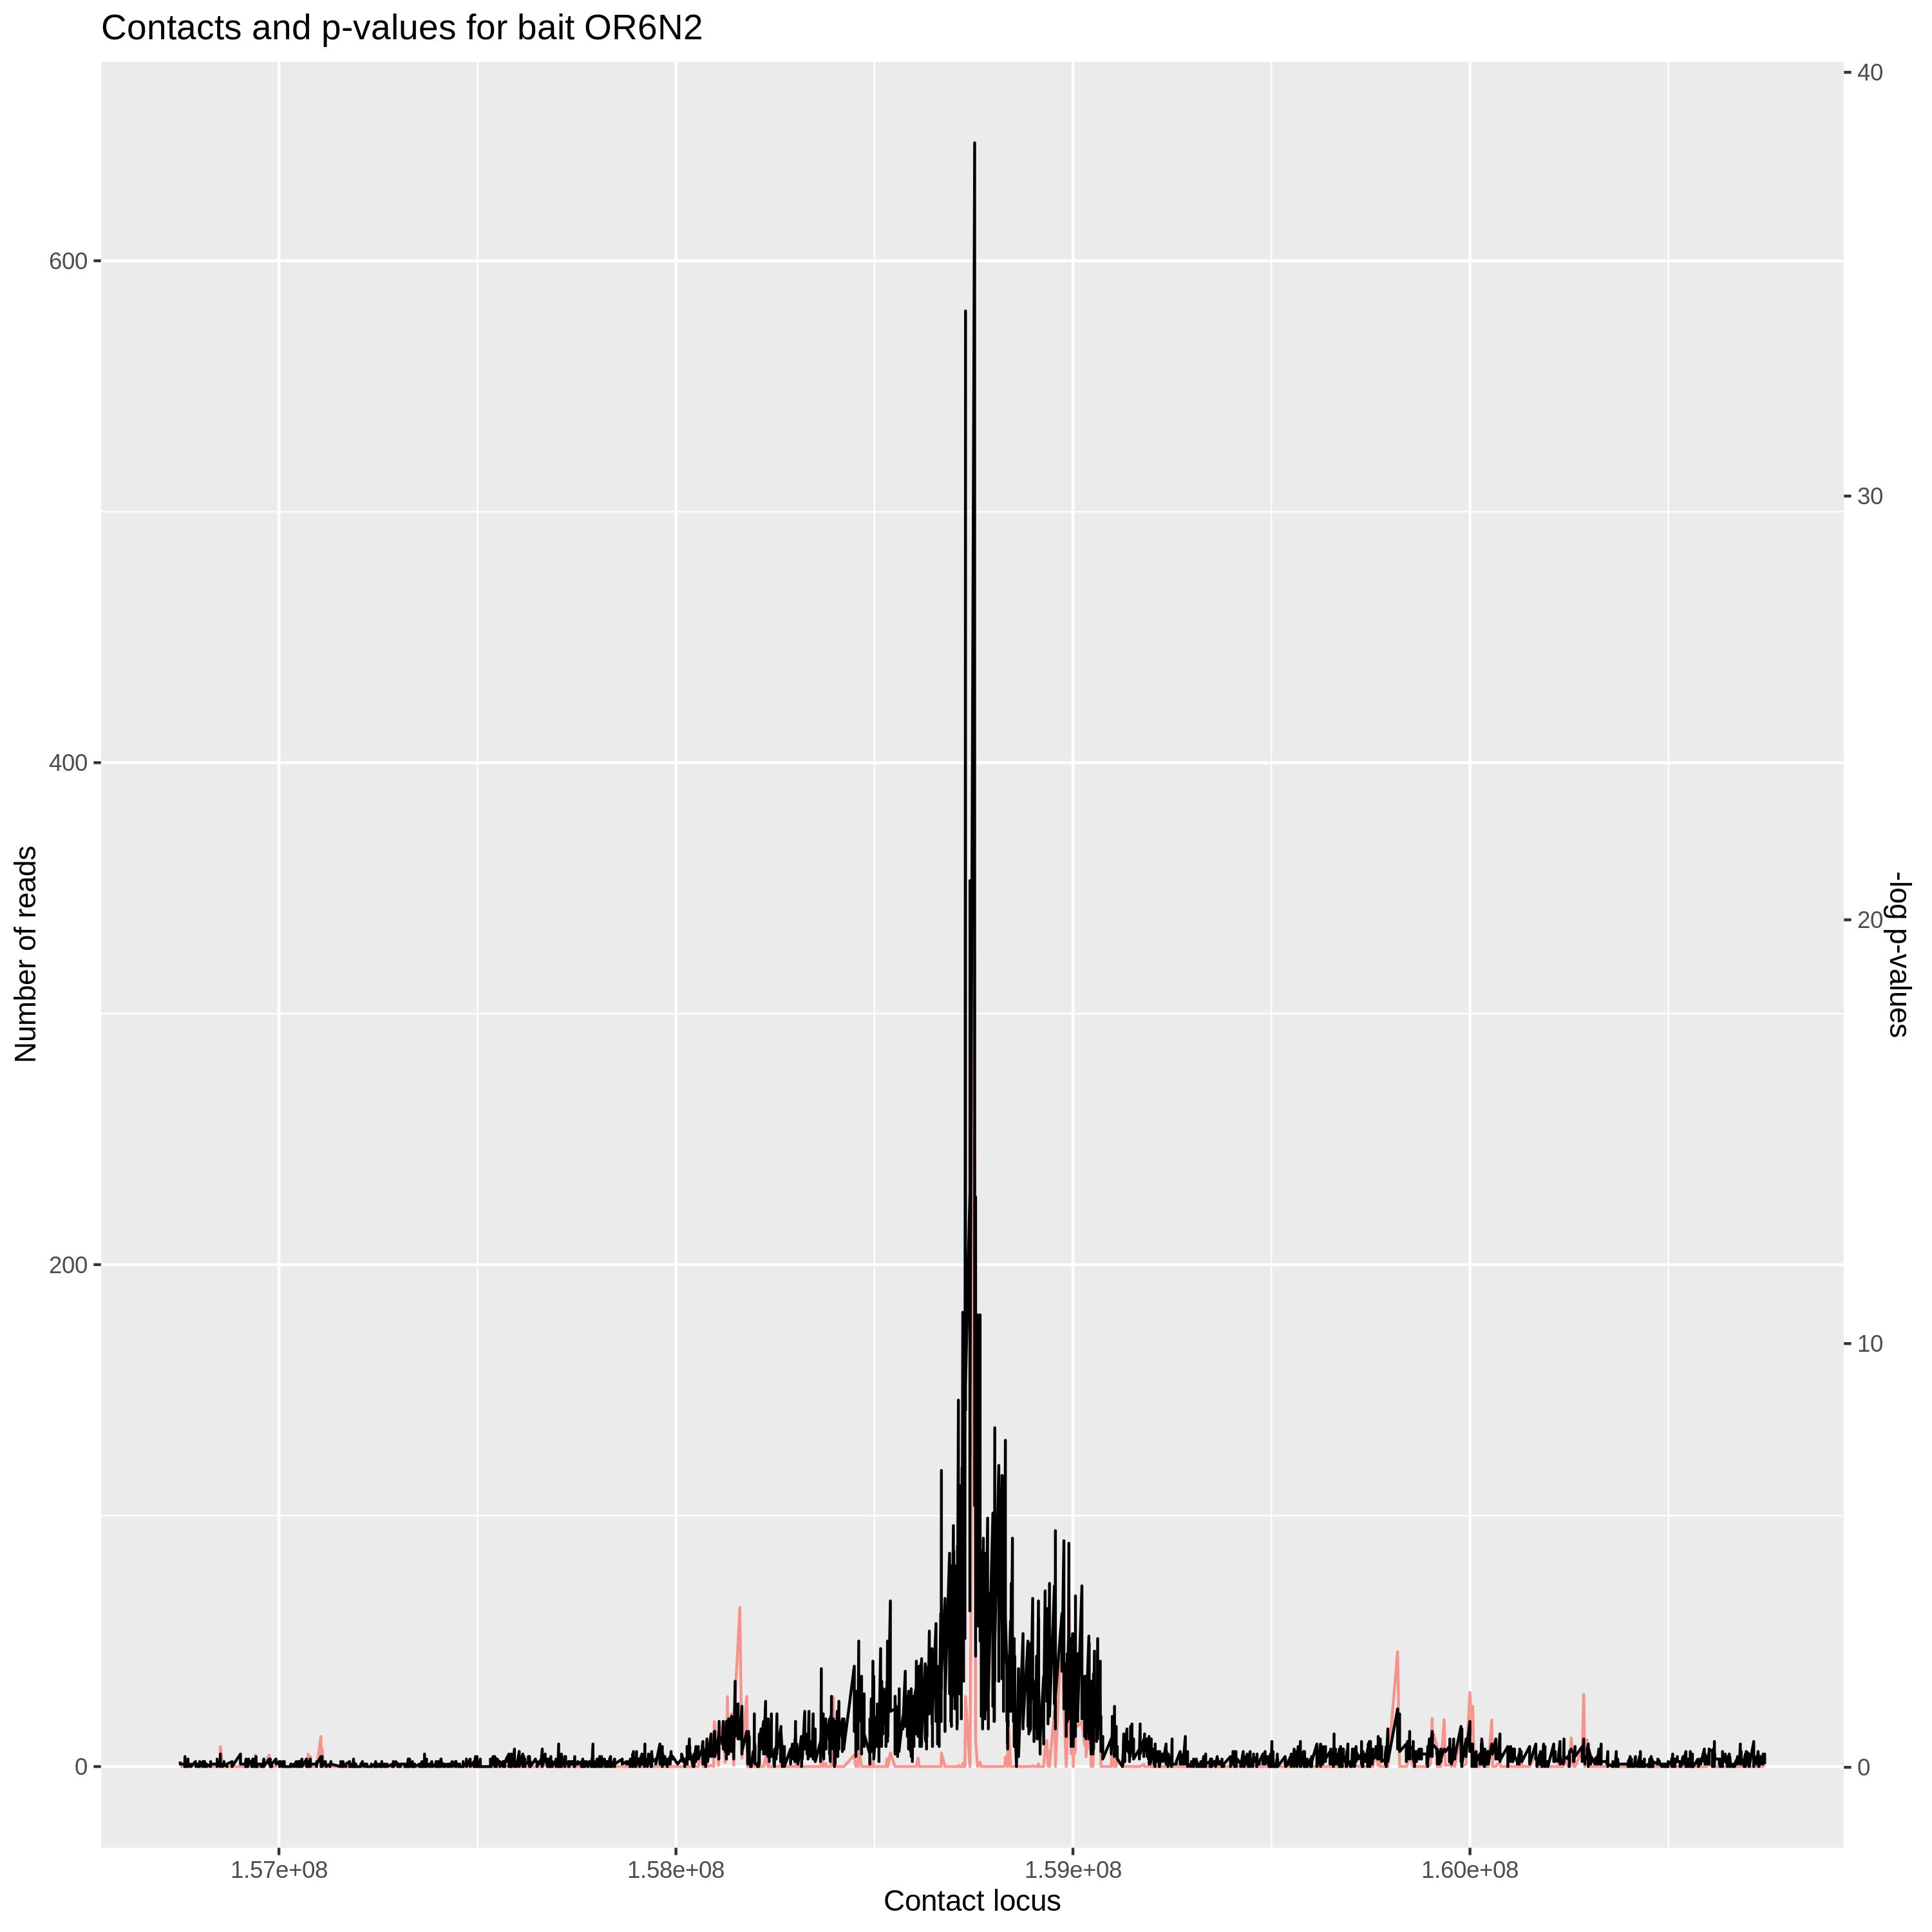 Contacts and p-values for bait OR6N2
40
600
30
400
Number of reads
-log p-values
20
200
10
0
0
1.57e+08
1.58e+08
1.59e+08
1.60e+08
Contact locus